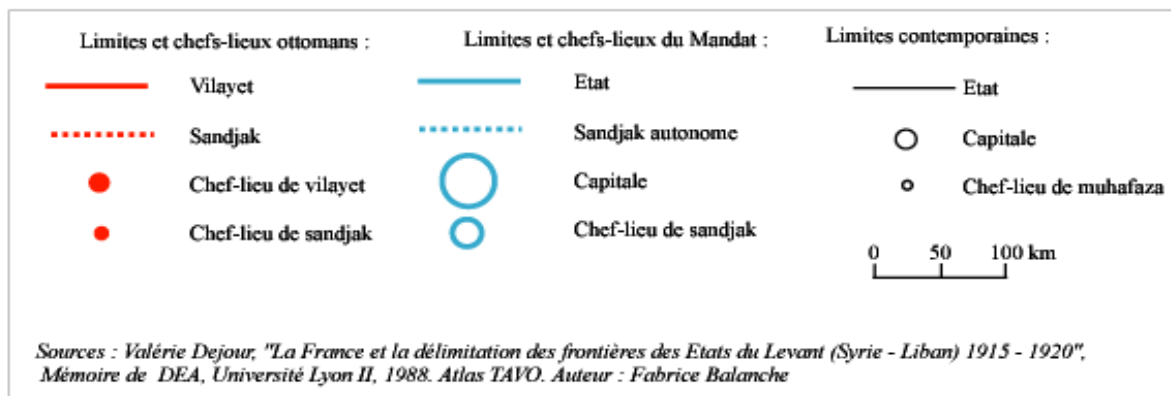 Limites et chefs-lieux ottomans :
Vilayet
Sandjak
Chef-lieu de vilayet
Chef-lieu de sandjak
Limites et chefs-lieux du Mandat :
Etat
Sandjak autonome
Capitale
Chef-lieu de sandjak
Limites contemporaines :
Etat
Capitale
Chef-lieu de muhafaza
0 50 100 km
Sources : Valérie Dejour, "La France et la délimitation des frontières des Etats du Levant (Syrie - Liban) 1915 - 1920",
Mémoire de DEA, Université Lyon II, 1988. Atlas TAVO. Auteur : Fabrice Balanche